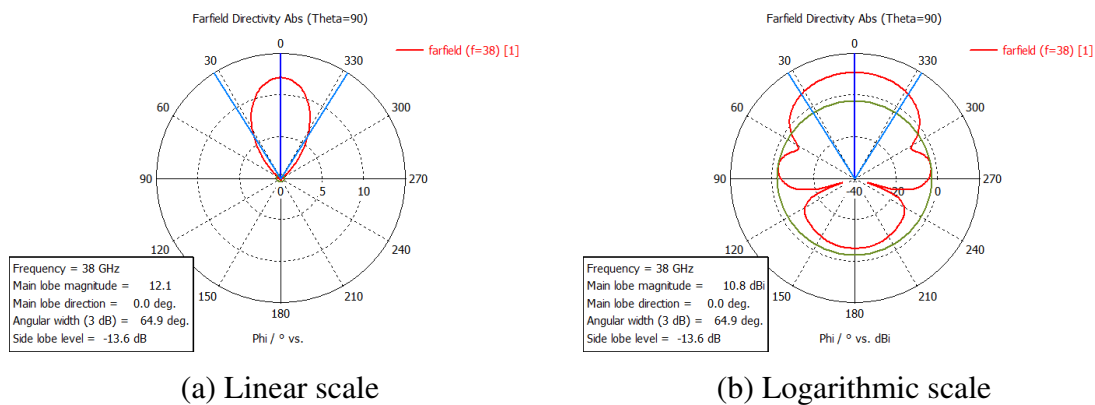 Farfield Directivity Abs (Theta=90)
0
30
330
farfield (f=38) [1]
60
300
90
0
5
10
270
120
240
150
210
180
Frequency = 38 GHz
Main lobe magnitude = 12.1
Main lobe direction = 0.0 deg.
Angular width (3 dB) = 64.9 deg.
Side lobe level = -13.6 dB
Phi / ° vs.
(a) Linear scale
Farfield Directivity Abs (Theta=90)
0
30
330
farfield (f=38) [1]
60
300
90
-40
-20
0
270
120
240
150
210
180
Frequency = 38 GHz
Main lobe magnitude = 10.8 dBi
Main lobe direction = 0.0 deg.
Angular width (3 dB) = 64.9 deg.
Side lobe level = -13.6 dB
Phi / ° vs. dBi
(b) Logarithmic scale